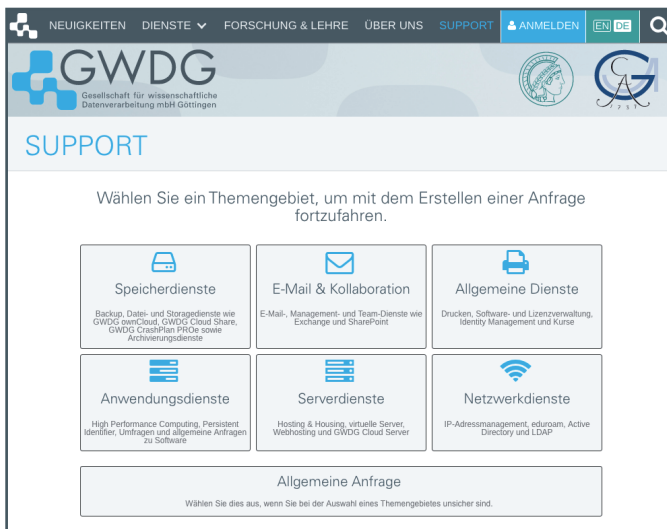 NEUIGKEITEN DIENSTE FORSCHUNG & LEHRE ÜBER UNS SUPPORT ANMELDEN EN DE
GWDG
Gesellschaft für wissenschaftliche
Datenverarbeitung mbH Göttingen
SUPPORT
Wählen Sie ein Themengebiet, um mit dem Erstellen einer Anfrage
fortzufahren.
Speicherdienste
Backup, Datei- und Storagedienste wie
GWDG ownCloud, GWDG Cloud Share,
GWDG CrashPlan PROe sowie
Archivierungsdienste
E-Mail & Kollaboration
E-Mail-, Management- und Team-Dienste wie
Exchange und SharePoint
Allgemeine Dienste
Drucken, Software- und Lizenzverwaltung,
Identity Management und Kurse
Anwendungsdienste
High Performance Computing, Persistent
Identifier, Umfragen und allgemeine Anfragen
zu Software
Serverdienste
Hosting & Housing, virtuelle Server,
Webhosting und GWDG Cloud Server
Netzwerkdienste
IP-Adressmanagement, eduroam, Active
Directory und LDAP
Allgemeine Anfrage
Wählen Sie dies aus, wenn Sie bei der Auswahl eines Themengebietes unsicher sind.